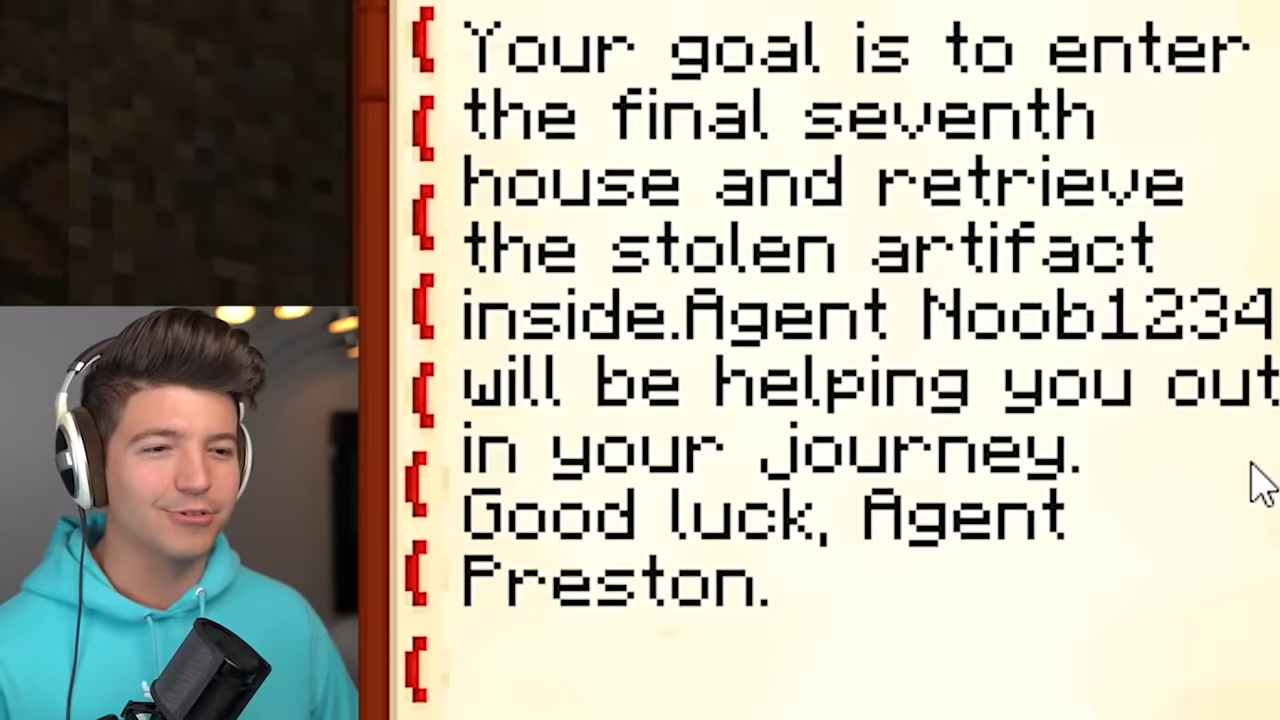 Your goal is to enter
the final seventh
house and retrieve
the stolen artifact
inside.Agent Noob1234
will be helping you out
in your journey.
Good luck, Agent
Preston.